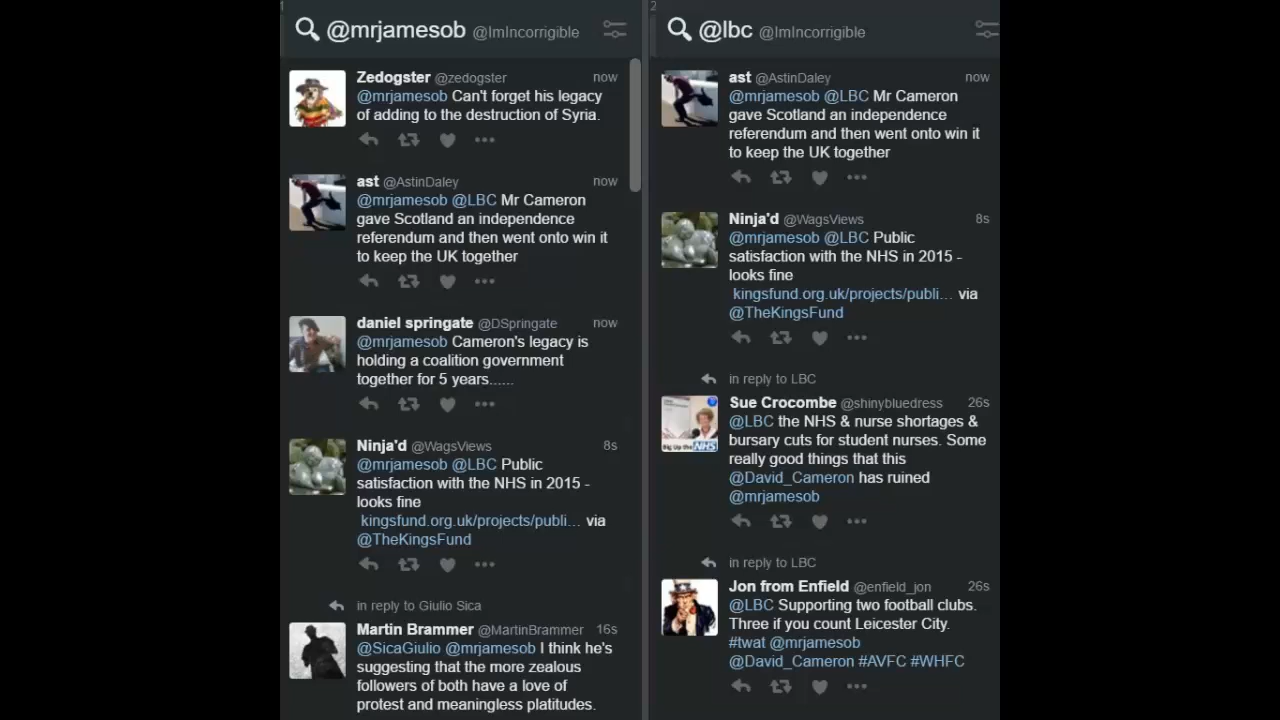 1
@mrjamesob @ImIncorrigible
Zedogster @zedogster now
@mrjamesob Can't forget his legacy
of adding to the destruction of Syria.
ast @AstinDaley now
@mrjamesob @LBC Mr Cameron
gave Scotland an independence
referendum and then went onto win it
to keep the UK together
daniel springate @DSpringate now
@mrjamesob Cameron's legacy is
holding a coalition government
together for 5 years......
Ninja'd @WagsViews 8s
@mrjamesob @LBC Public
satisfaction with the NHS in 2015 -
looks fine
kingsfund.org.uk/projects/publi... via
@TheKingsFund
in reply to Giulio Sica
Martin Brammer @MartinBrammer 16s
@SicaGiulio @mrjamesob I think he's
suggesting that the more zealous
followers of both have a love of
protest and meaningless platitudes.
2
@lbc @ImIncorrigible
ast @AstinDaley now
@mrjamesob @LBC Mr Cameron
gave Scotland an independence
referendum and then went onto win it
to keep the UK together
Ninja'd @WagsViews 8s
@mrjamesob @LBC Public
satisfaction with the NHS in 2015 -
looks fine
kingsfund.org.uk/projects/publi... via
@TheKingsFund
in reply to LBC
Sue Crocombe @shinybluedress 26s
@LBC the NHS & nurse shortages &
bursary cuts for student nurses. Some
really good things that this
@David_Cameron has ruined
@mrjamesob
Big Up the NHS
in reply to LBC
Jon from Enfield @enfield_jon 26s
@LBC Supporting two football clubs.
Three if you count Leicester City.
#twat @mrjamesob
@David_Cameron #AVFC #WHFC